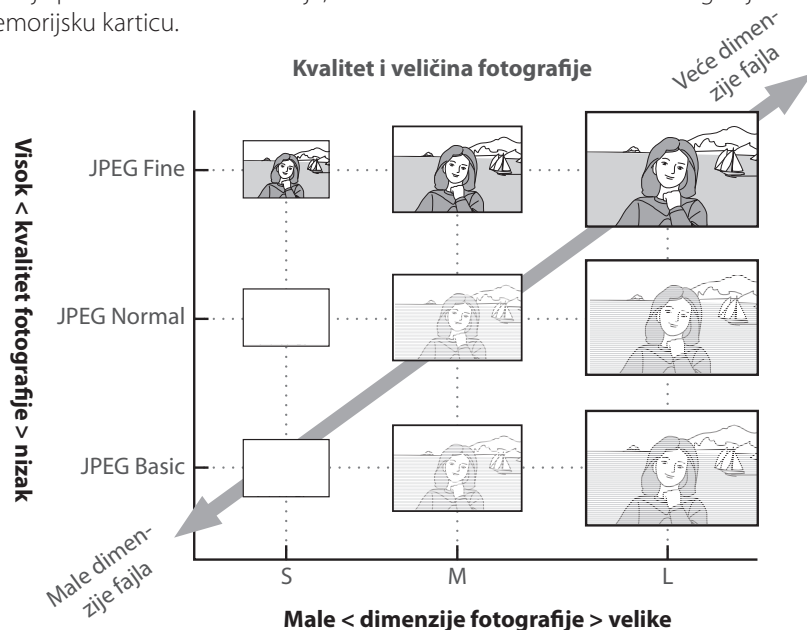 emorijsku karticu.
Kvalitet i veličina fotografije
Veće dimen-
zije fajla
Visok < kvalitet fotografije > nizak
JPEG Fine
JPEG Normal
JPEG Basic
Male dimen-
zije fajla
S
M
L
Male < dimenzije fotografije > velike